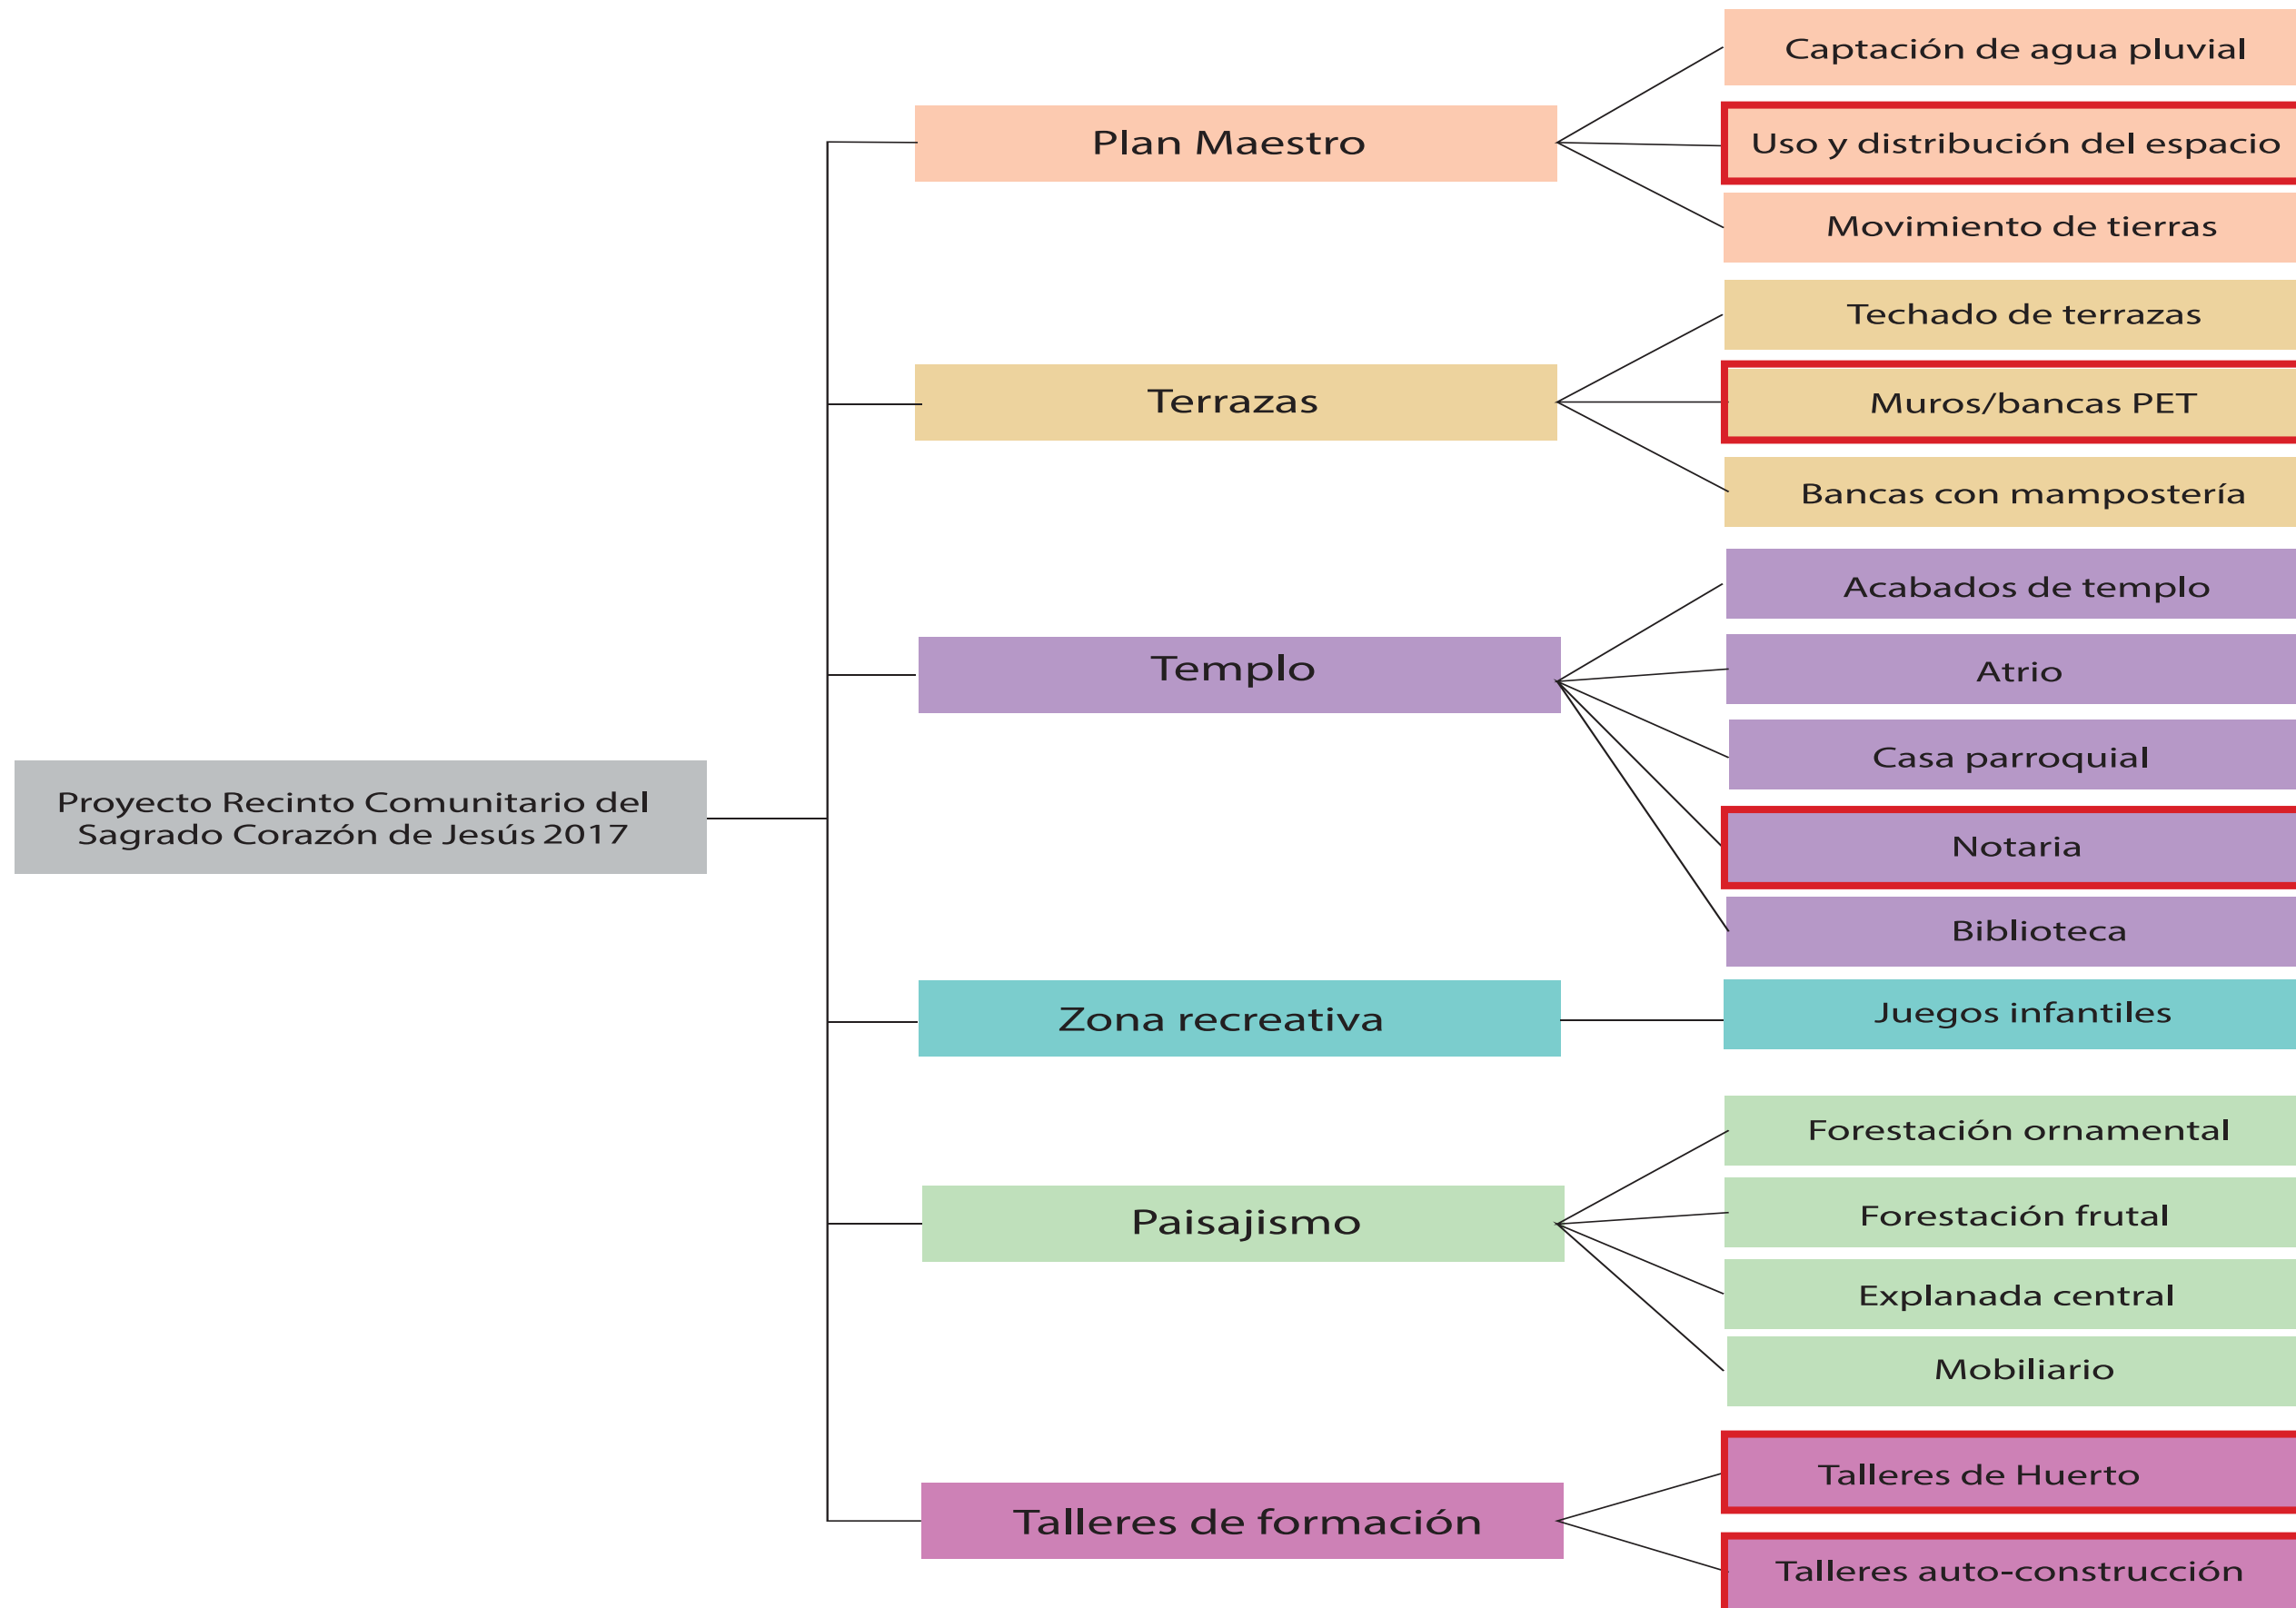 Proyecto Recinto Comunitario del
Sagrado Corazón de Jesús 2017
Plan Maestro
Captación de agua pluvial
Uso y distribución del espacio
Movimiento de tierras
Terrazas
Techado de terrazas
Muros/bancas PET
Bancas con mampostería
Templo
Acabados de templo
Atrio
Casa parroquial
Notaria
Biblioteca
Zona recreativa
Juegos infantiles
Paisajismo
Forestación ornamental
Forestación frutal
Explanada central
Mobiliario
Talleres de formación
Talleres de Huerto
Talleres auto-construcción